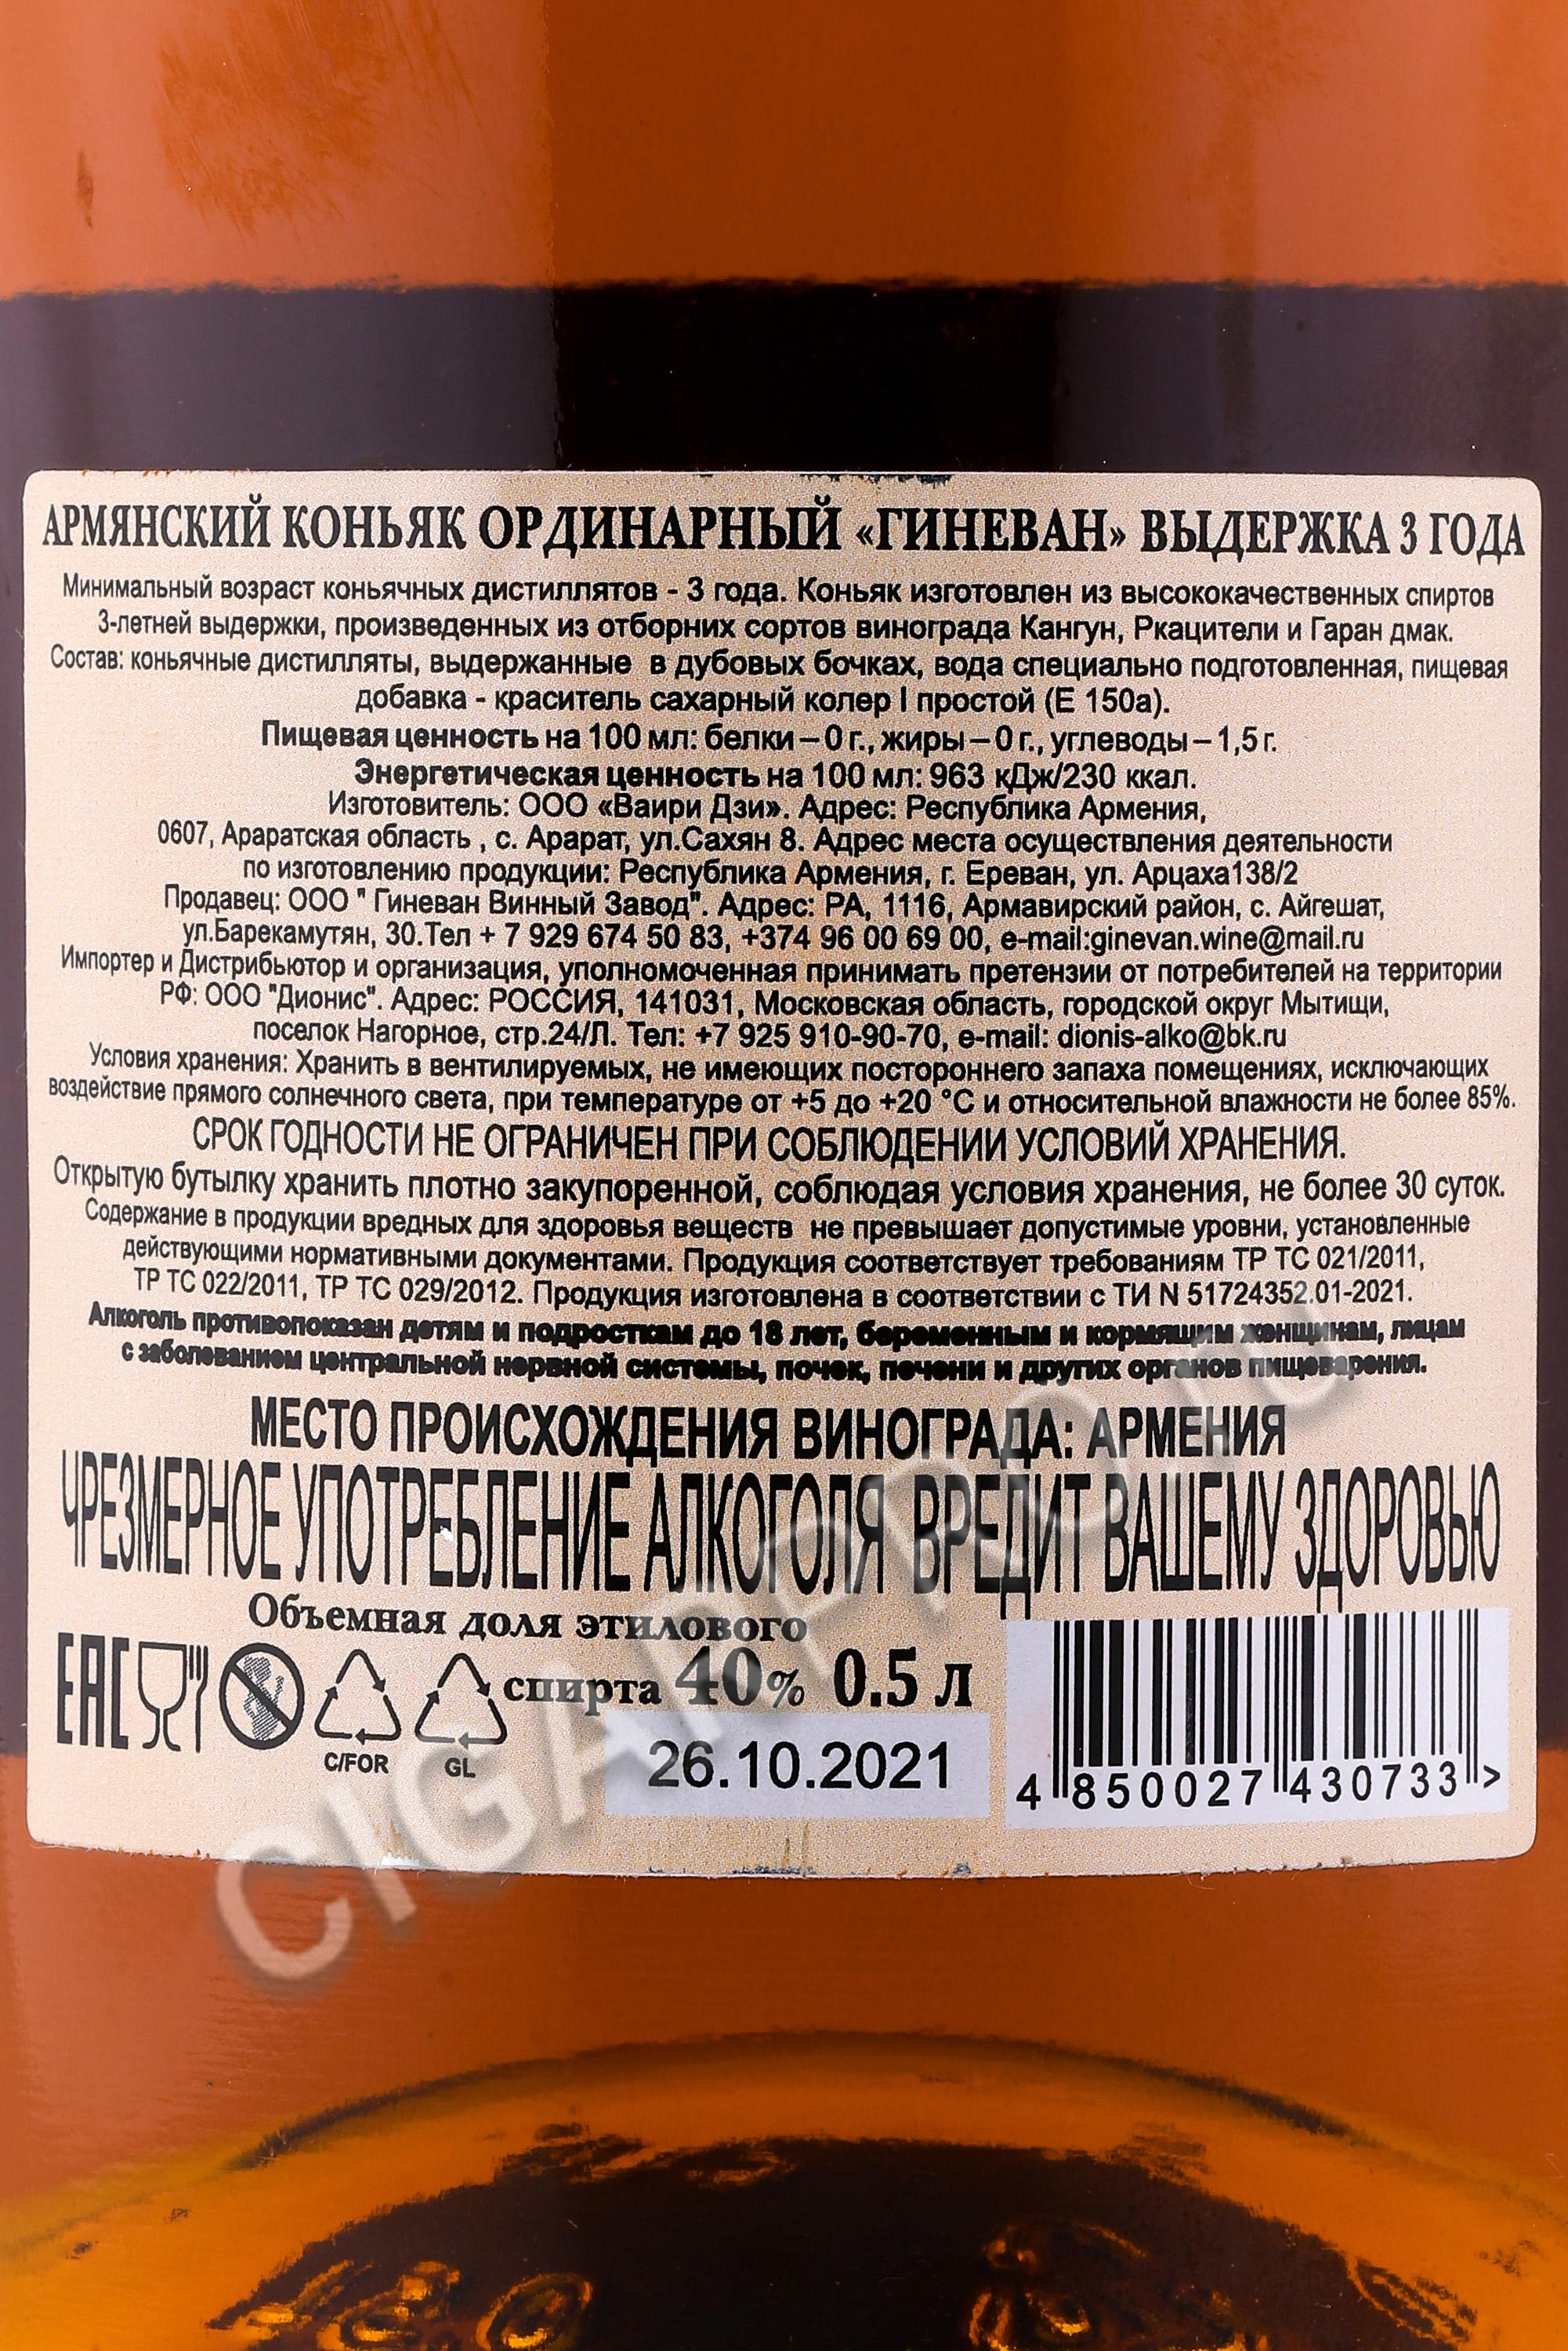 АРМЯНСКИЙ КОНЬЯК ОРДИНАРНЫЙ «ГИНЕВАН» ВЫДЕРЖКА 3 ГОДА
Минимальный возраст коньячных дистиллятов - 3 года. Коньяк изготовлен из высококачественных спиртов
3-летней выдержки, произведенных из отборних сортов винограда Кангун, Ркацители и Гаран дмак.
Состав: коньячные дистилляты, выдержанные в дубовых бочках, вода специально подготовленная, пищевая
добавка - краситель сахарный колер I простой (Е 150а).
Пищевая ценность на 100 мл: белки – 0 г., жиры – 0 г., углеводы – 1,5 г.
Энергетическая ценность на 100 мл: 963 кДж/230 ккал.
Изготовитель: ООО «Ваири Дзи». Адрес: Республика Армения,
0607, Араратская область , с. Арарат, ул.Сахян 8. Адрес места осуществления деятельности
по изготовлению продукции: Республика Армения, г. Ереван, ул. Арцаха138/2
Продавец: ООО " Гиневан Винный Завод". Адрес: РА, 1116, Армавирский район, с. Айгешат,
ул.Барекамутян, 30.Тел + 7 929 674 50 83, +374 96 00 69 00, e-mail:ginevan.wine@mail.ru
Импортер и Дистрибьютор и организация, уполномоченная принимать претензии от потребителей на территории
РФ: ООО "Дионис". Адрес: РОССИЯ, 141031, Московская область, городской округ Мытищи,
поселок Нагорное, стр.24/Л. Тел: +7 925 910-90-70, e-mail: dionis-alko@bk.ru
Условия хранения: Хранить в вентилируемых, не имеющих постороннего запаха помещениях, исключающих
воздействие прямого солнечного света, при температуре от +5 до +20 °С и относительной влажности не более 85%.
СРОК ГОДНОСТИ НЕ ОГРАНИЧЕН ПРИ СОБЛЮДЕНИИ УСЛОВИЙ ХРАНЕНИЯ.
Открытую бутылку хранить плотно закупоренной, соблюдая условия хранения, не более 30 суток.
Содержание в продукции вредных для здоровья веществ не превышает допустимые уровни, установленные
действующими нормативными документами. Продукция соответствует требованиям ТР ТС 021/2011,
ТР ТС 022/2011, ТР ТС 029/2012. Продукция изготовлена в соответствии с ТИ N 51724352.01-2021.
Алкоголь противопоказан детям и подросткам до 18 лет, беременным и кормящим женщинам, лицам
с заболеванием центральной нервной системы, почек, печени и других органов пищеварения.
МЕСТО ПРОИСХОЖДЕНИЯ ВИНОГРАДА: АРМЕНИЯ
ЧРЕЗМЕРНОЕ УПОТРЕБЛЕНИЕ АЛКОГОЛЯ ВРЕДИТ ВАШЕМУ ЗДОРОВЬЮ
Объемная доля этилового
спирта 40% 0.5 л
EAC
C/FOR
GL
26.10.2021
4 850027 430733 >
CIGARPRO.ru